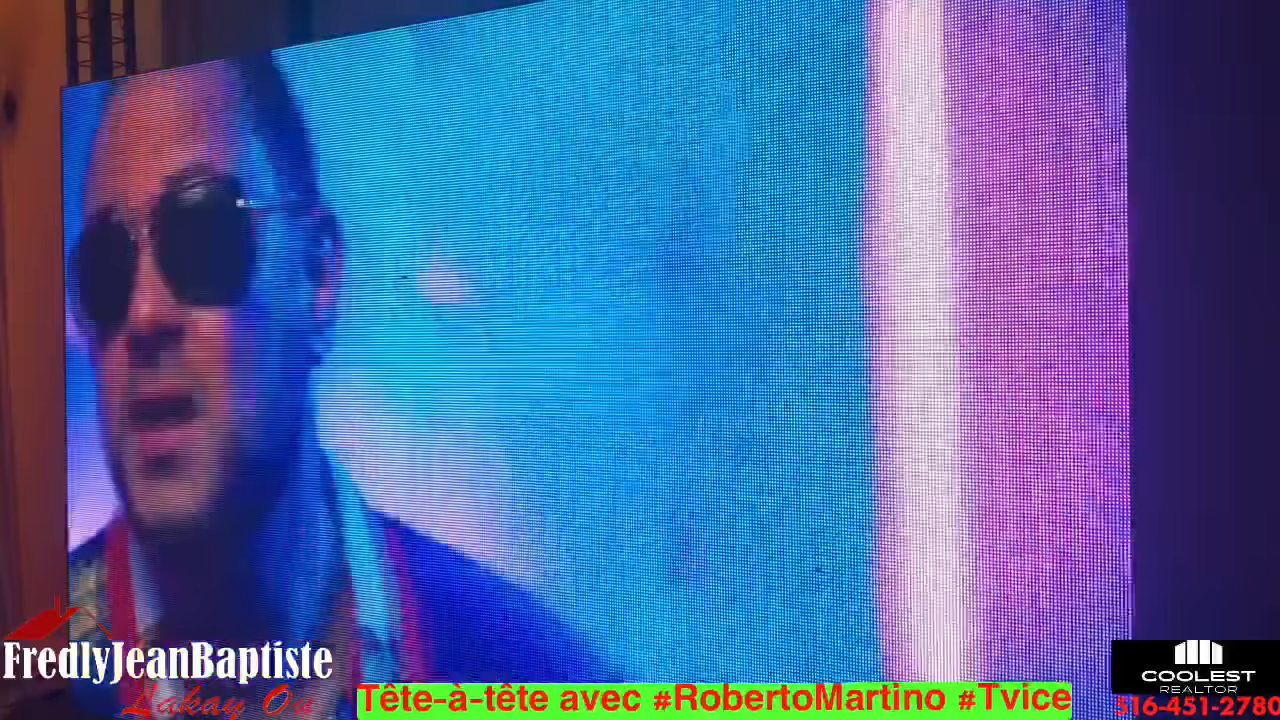 FredlyJeanBaptiste
Lakay Ou
Tête-à-tête avec #RobertoMartino #Tvice
COOLEST
REALTOR
516-451-2780